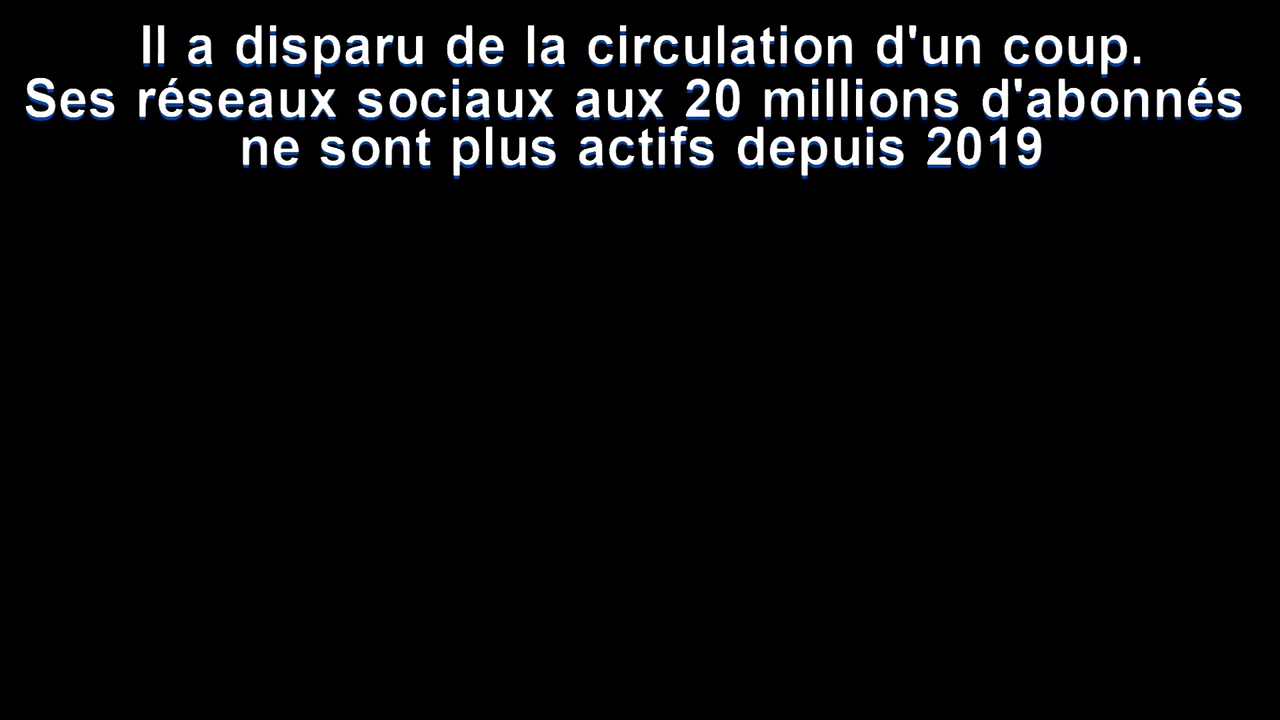 Il a disparu de la circulation d'un coup.
Ses réseaux sociaux aux 20 millions d'abonnés
ne sont plus actifs depuis 2019